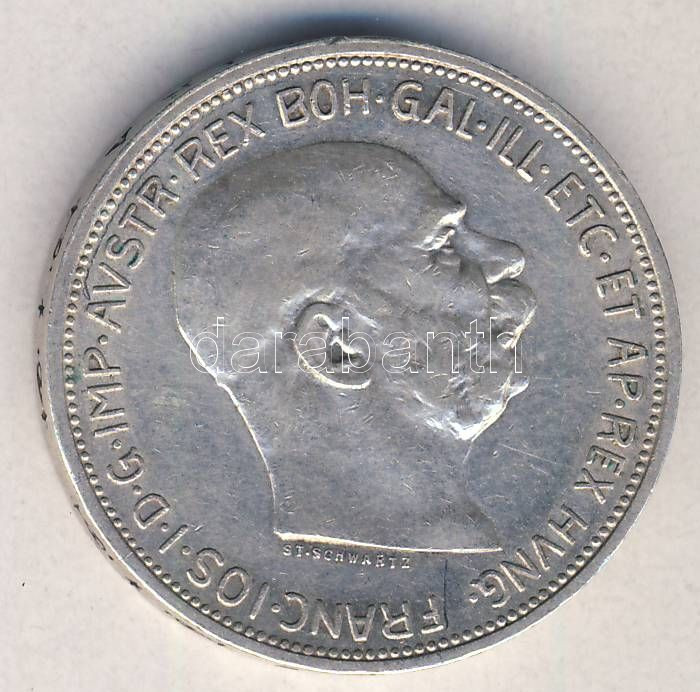 FRANC·IOS·I·D·G·IMP·AVSTR·REX BOH·GAL·ILL·ETC·ET AP·REX HVNG·
ST·SCHWARTZ
darabanth